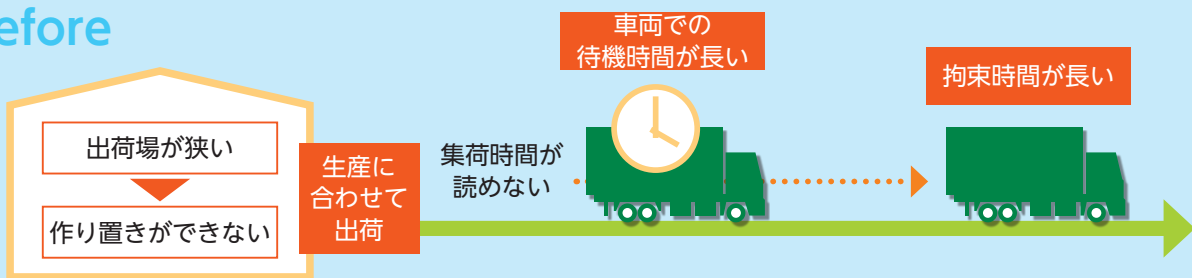 efore
出荷場が狭い
作り置きができない
生産に
合わせて
出荷
集荷時間が
読めない
車両での
待機時間が長い
拘束時間が長い